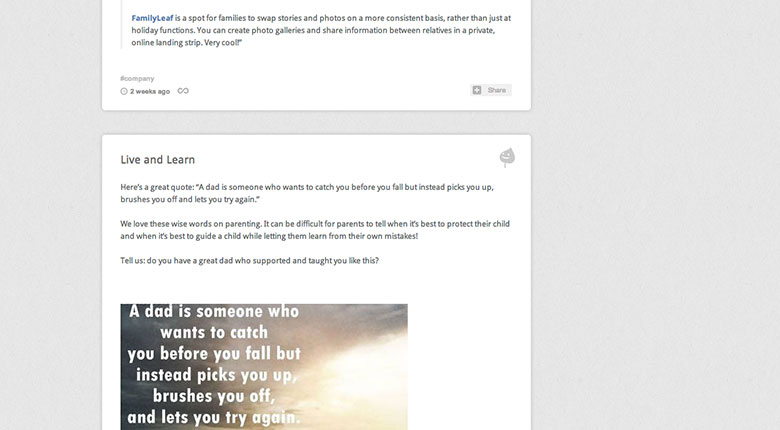 FamilyLeaf is a spot for families to swap stories and photos on a more consistent basis, rather than just at
holiday functions. You can create photo galleries and share information between relatives in a private,
online landing strip. Very cool!”
#company
2 weeks ago
Share
Live and Learn
Here’s a great quote: “A dad is someone who wants to catch you before you fall but instead picks you up,
brushes you off and lets you try again.”
We love these wise words on parenting. It can be difficult for parents to tell when it’s best to protect their child
and when it’s best to guide a child while letting them learn from their own mistakes!
Tell us: do you have a great dad who supported and taught you like this?
A dad is someone who
wants to catch
you before you fall but
instead picks you up,
brushes you off,
and lets you try again.